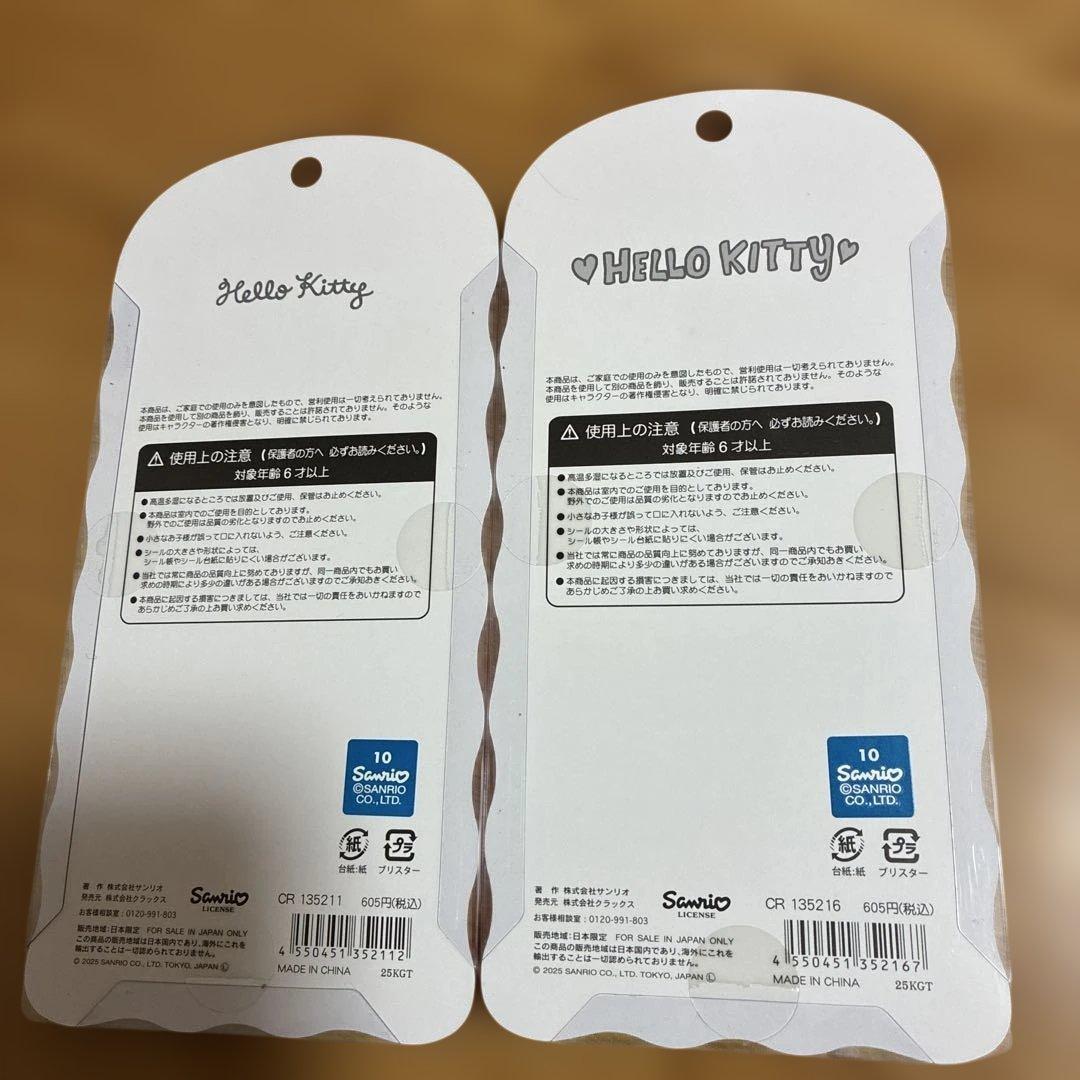 Hello Kitty
本商品は、ご家庭での使用のみを意図したもので、営利使用は一切考えられておりません。
本商品を使用して別の商品を飾り、販売することは許諾されておりません。そのような
使用はキャラクターの著作権侵害となり、明確に禁じられております。
⚠ 使用上の注意 (保護者の方へ 必ずお読みください。)
対象年齢6才以上
●高温多湿になるところでは放置及びご使用、保管はお止めください。
●本商品は室内でのご使用を目的としております。
野外でのご使用は品質の劣化となりますのでお止めください。
●小さなお子様が誤って口に入れないよう、ご注意ください。
●シールの大きさや形状によっては、
シール帳やシール台紙に貼りにくい場合がございます。
●当社では常に商品の品質向上に努めておりますが、同一商品内でもお買い
求めの時期により多少の違いがある場合がございますのでご承知おきください。
●本商品に起因する損害につきましては、当社では一切の責任をおいかねますので
あらかじめご了承の上お買い求めください。
10
Sanrio
©SANRIO
CO.,LTD.
紙 プラ
台紙:紙 ブリスター
著 作 株式会社サンリオ
発売元 株式会社クラックス
Sanrio
LICENSE
CR 135211 605円(税込)
お客様相談室:0120-991-803
販売地域:日本限定 FOR SALE IN JAPAN ONLY
この商品の販売地域は日本国内であり、海外にこれを
輸出することは一切認められておりません。
© 2025 SANRIO CO., LTD. TOKYO, JAPAN Ⓛ
4 550451 352112
MADE IN CHINA 25KGT
HELLO KITTY
本商品は、ご家庭での使用のみを意図したもので、営利使用は一切考えられておりません。
本商品を使用して別の商品を飾り、販売することは許諾されておりません。そのような
使用はキャラクターの著作権侵害となり、明確に禁じられております。
⚠ 使用上の注意 (保護者の方へ 必ずお読みください。)
対象年齢6才以上
●高温多湿になるところでは放置及びご使用、保管はお止めください。
●本商品は室内でのご使用を目的としております。
野外でのご使用は品質の劣化となりますのでお止めください。
●小さなお子様が誤って口に入れないよう、ご注意ください。
●シールの大きさや形状によっては、
シール帳やシール台紙に貼りにくい場合がございます。
●当社では常に商品の品質向上に努めておりますが、同一商品内でもお買い
求めの時期により多少の違いがある場合がございますのでご承知おきください。
●本商品に起因する損害につきましては、当社では一切の責任をおいかねますので
あらかじめご了承の上お買い求めください。
10
Sanrio
©SANRIO
CO.,LTD.
紙 プラ
台紙:紙 ブリスター
著 作 株式会社サンリオ
発売元 株式会社クラックス
Sanrio
LICENSE
CR 135216 605円(税込)
お客様相談室:0120-991-803
販売地域:日本限定 FOR SALE IN JAPAN ONLY
この商品の販売地域は日本国内であり、海外にこれを
輸出することは一切認められておりません。
© 2025 SANRIO CO., LTD. TOKYO, JAPAN Ⓛ
4 550451 352167
MADE IN CHINA 25KGT